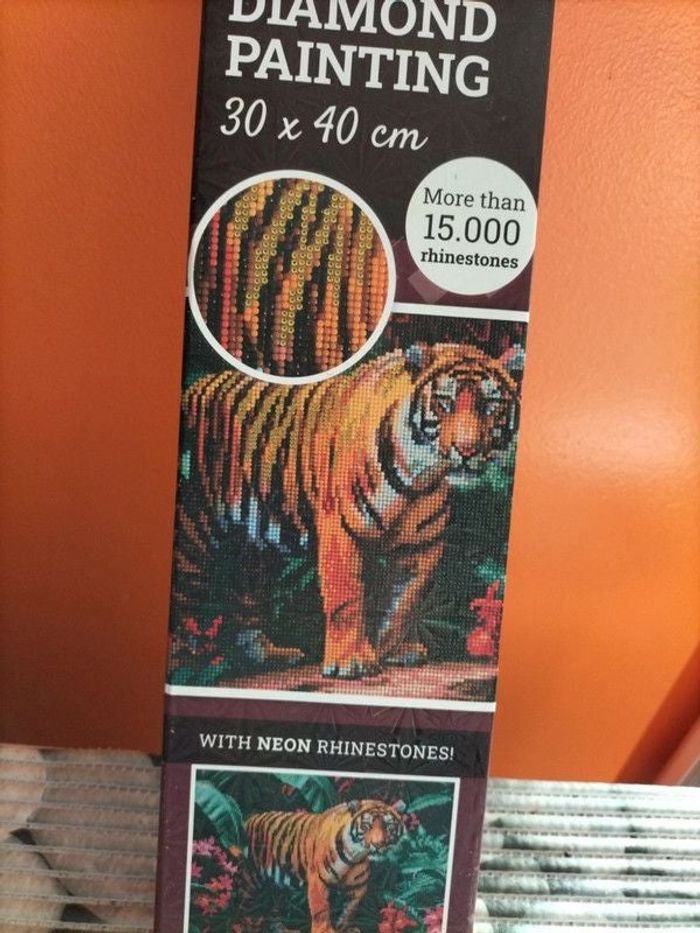 DIAMOND
PAINTING
30 x 40 cm
More than
15.000
rhinestones
WITH NEON RHINESTONES!